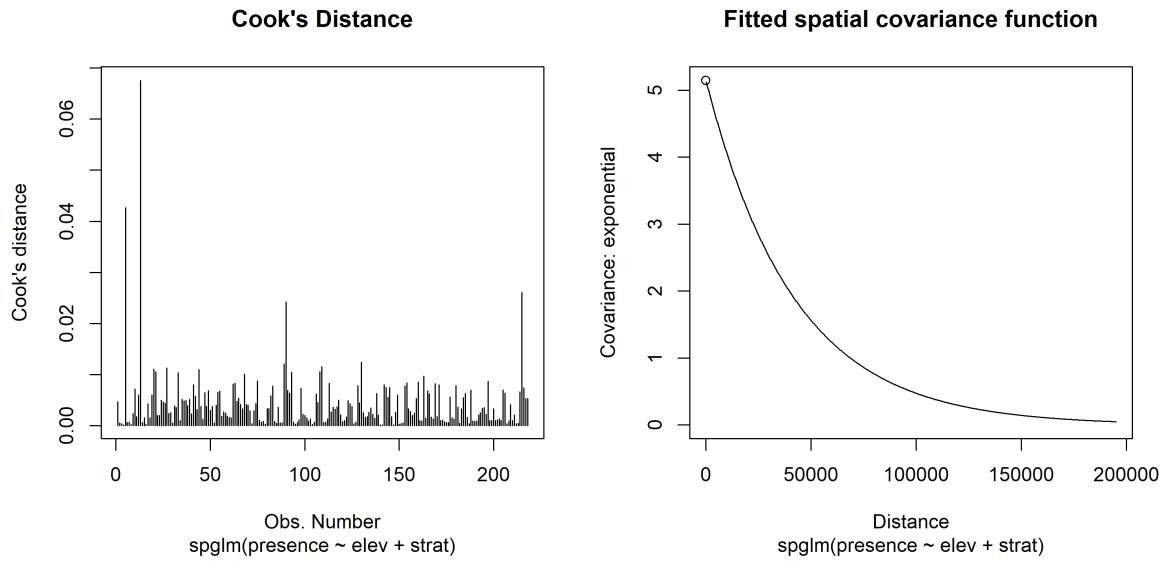 Cook's Distance
Cook's distance
0.00 0.02 0.04 0.06
0 50 100 150 200
Obs. Number
spglm(presence ~ elev + strat)
Fitted spatial covariance function
Covariance: exponential
0 1 2 3 4 5
0 50000 100000 150000 200000
Distance
spglm(presence ~ elev + strat)